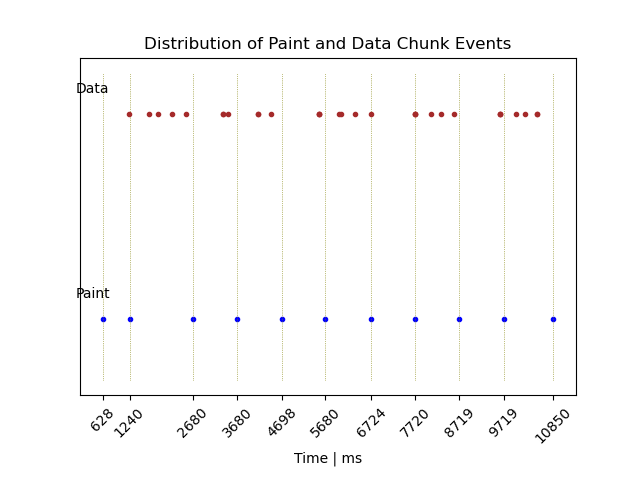 Distribution of Paint and Data Chunk Events
Data
Paint
628
1240
2680
3680
4698
5680
6724
7720
8719
9719
10850
Time | ms